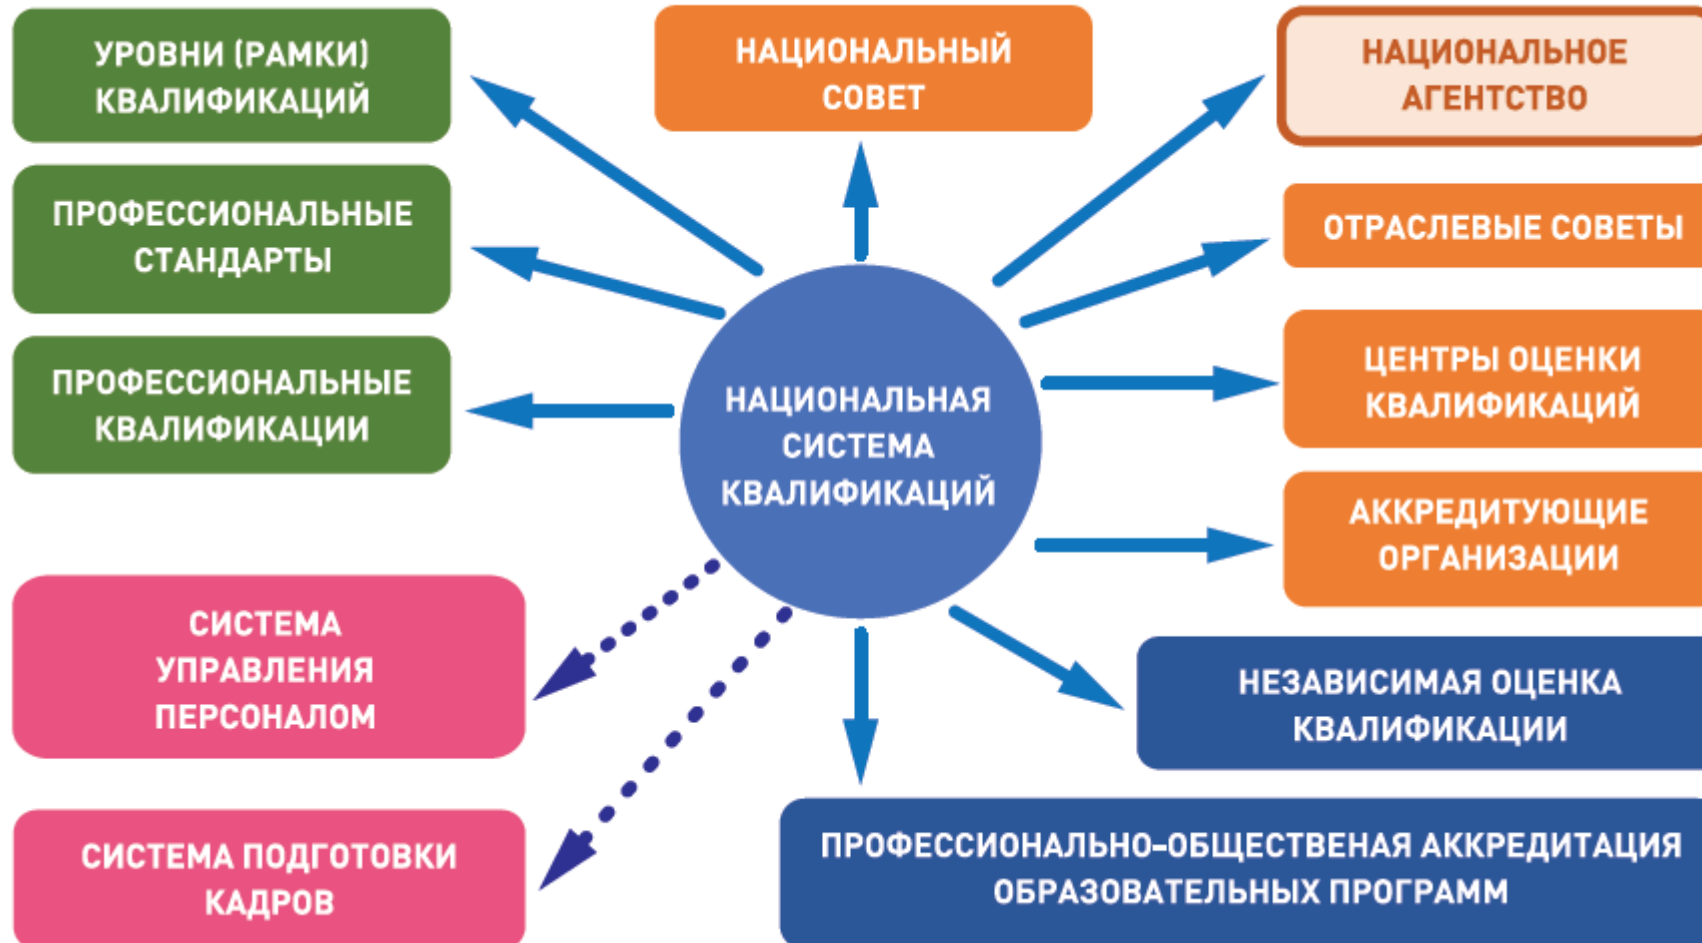 УРОВНИ (РАМКИ)
КВАЛИФИКАЦИЙ
НАЦИОНАЛЬНЫЙ
СОВЕТ
НАЦИОНАЛЬНОЕ
АГЕНТСТВО
ПРОФЕССИОНАЛЬНЫЕ
СТАНДАРТЫ
ОТРАСЛЕВЫЕ СОВЕТЫ
ПРОФЕССИОНАЛЬНЫЕ
КВАЛИФИКАЦИИ
ЦЕНТРЫ ОЦЕНКИ
КВАЛИФИКАЦИЙ
НАЦИОНАЛЬНАЯ
СИСТЕМА
КВАЛИФИКАЦИЙ
АККРЕДИТУЮЩИЕ
ОРГАНИЗАЦИИ
СИСТЕМА
УПРАВЛЕНИЯ
ПЕРСОНАЛОМ
НЕЗАВИСИМАЯ ОЦЕНКА
КВАЛИФИКАЦИИ
СИСТЕМА ПОДГОТОВКИ
КАДРОВ
ПРОФЕССИОНАЛЬНО-ОБЩЕСТВЕНАЯ АККРЕДИТАЦИЯ
ОБРАЗОВАТЕЛЬНЫХ ПРОГРАММ